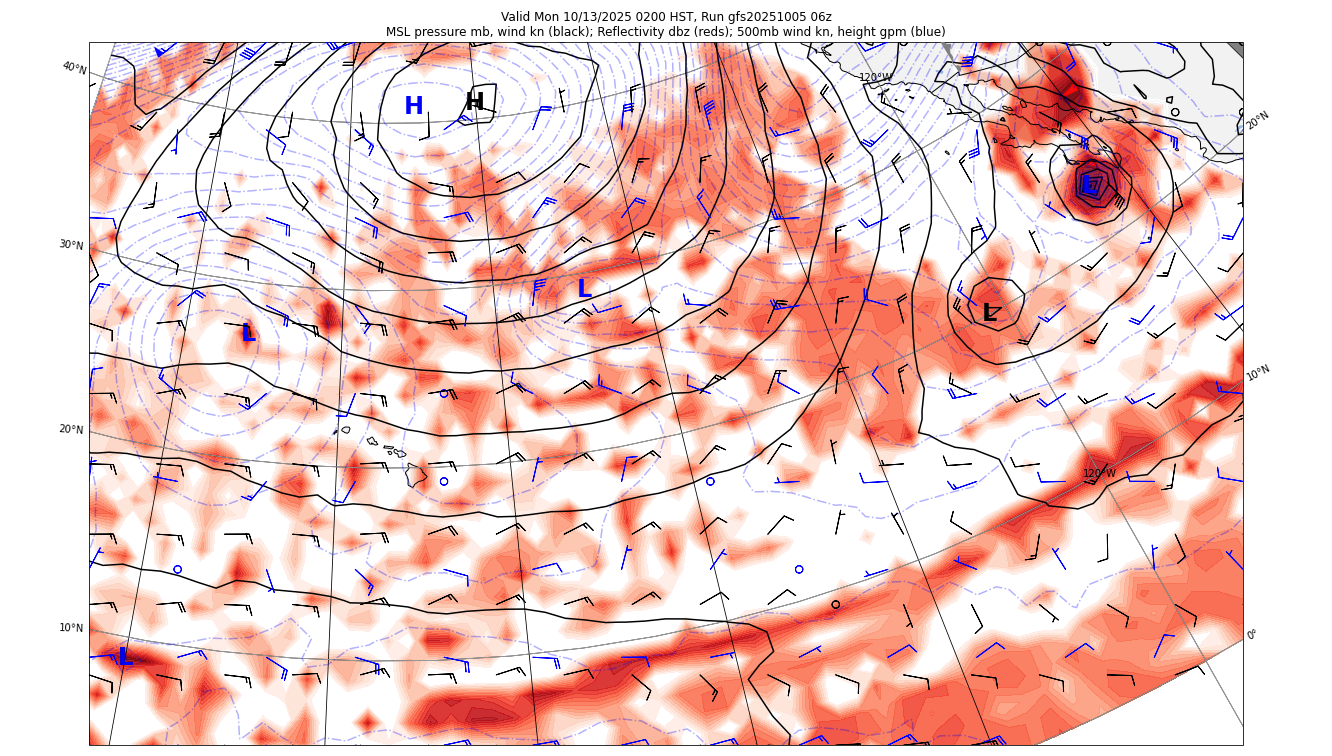 Valid Mon 10/13/2025 0200 HST, Run gfs20251005 06z
MSL pressure mb, wind kn (black); Reflectivity dbz (reds); 500mb wind kn, height gpm (blue)
40°N
120°W
20°N
H H
L
30°N
L
L
L
10°N
20°N
120°W
10°N
0°
L